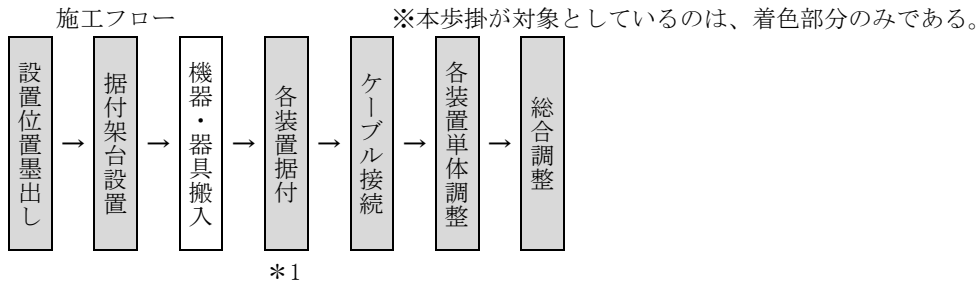 施工フロー
※本歩掛が対象としているのは、着色部分のみである。
設置位置墨出し
→
据付架台設置
→
機器・器具搬入
→
各装置据付
→
ケーブル接続
→
各装置単体調整
→
総合調整
＊1